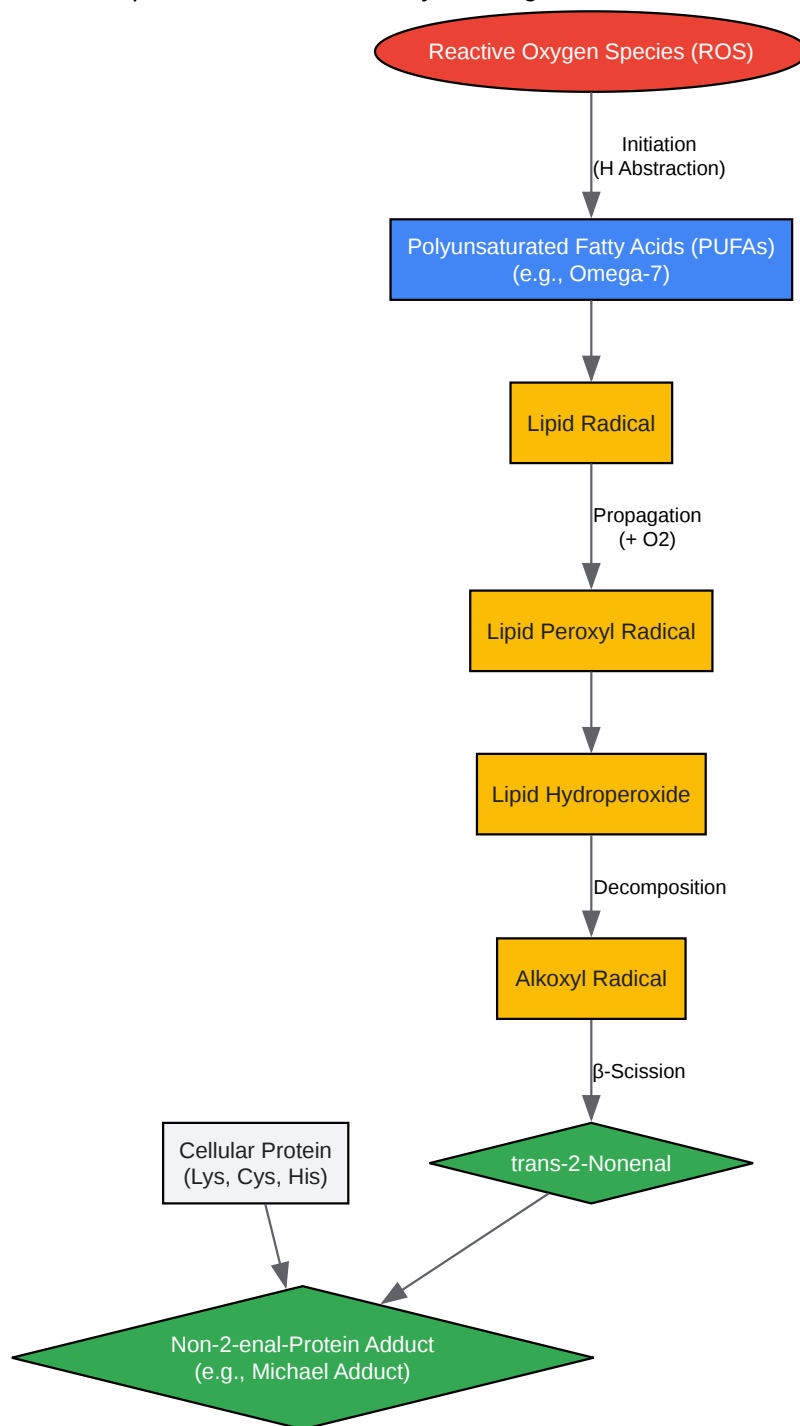 Reactive Oxygen Species (ROS)
Initiation
(H Abstraction)
Polyunsaturated Fatty Acids (PUFAs)
(e.g., Omega-7)
Lipid Radical
Propagation
(+ O2)
Lipid Peroxyl Radical
Lipid Hydroperoxide
Decomposition
Alkoxyl Radical
β-Scission
Cellular Protein
(Lys, Cys, His)
trans-2-Nonenal
Non-2-enal-Protein Adduct
(e.g., Michael Adduct)